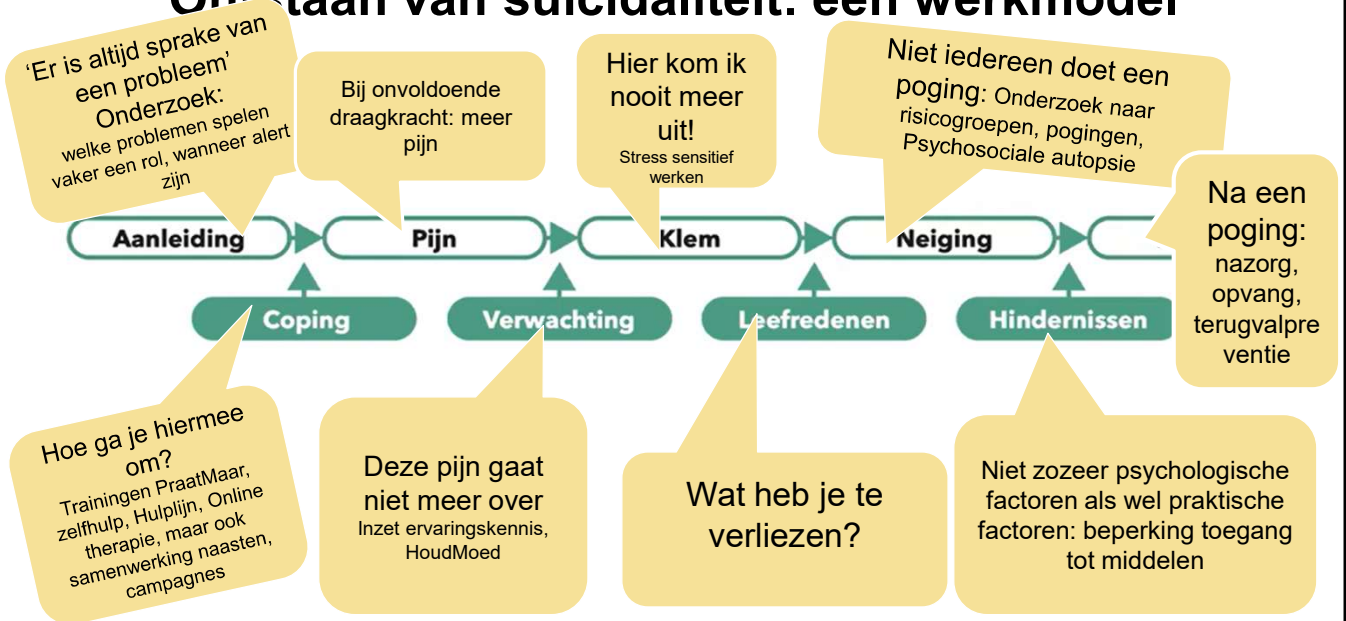 van suïcidaliteit: een werkmodel
‘Er is altijd sprake van
een probleem’
Onderzoek:
welke problemen spelen
vaker een rol, wanneer alert
zijn
Bij onvoldoende
draagkracht: meer
pijn
Hier kom ik
nooit meer
uit!
Stress sensitief
werken
Niet iedereen doet een
poging: Onderzoek naar
risicogroepen, pogingen,
Psychosociale autopsie
Na een
poging:
nazorg,
opvang,
terugvalpre
ventie
Aanleiding
Pijn
Klem
Neiging
Coping
Verwachting
Leefredenen
Hindernissen
Hoe ga je hiermee
om?
Trainingen PraatMaar,
zelfhulp, Hulplijn, Online
therapie, maar ook
samenwerking naasten,
campagnes
Deze pijn gaat
niet meer over
Inzet ervaringskennis,
HoudMoed
Wat heb je te
verliezen?
Niet zozeer psychologische
factoren als wel praktische
factoren: beperking toegang
tot middelen